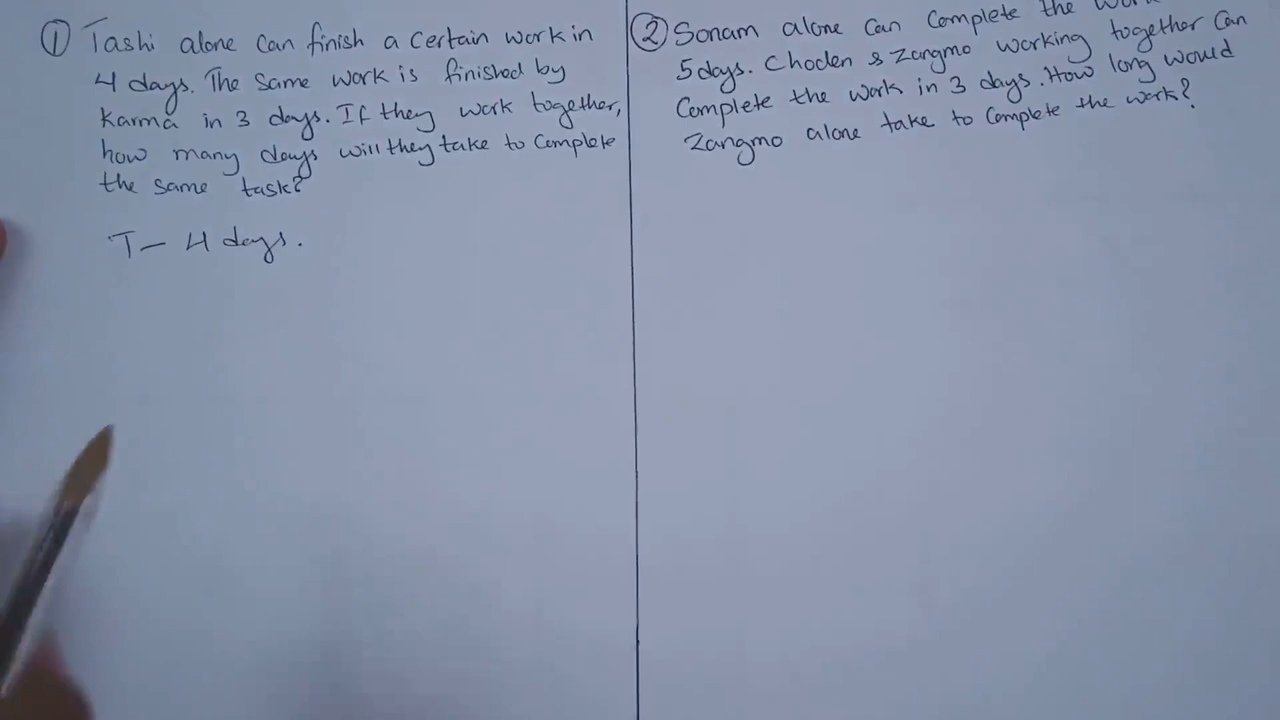 ① Tashi alone can finish a certain work in
4 days. The same work is finished by
Karma in 3 days. If they work together,
how many days will they take to complete
the same task?
T— 4 days.
② Sonam alone can complete the
5 days. Choden & Zangmo working together can
complete the work in 3 days. How long would
Zangmo alone take to complete the work?